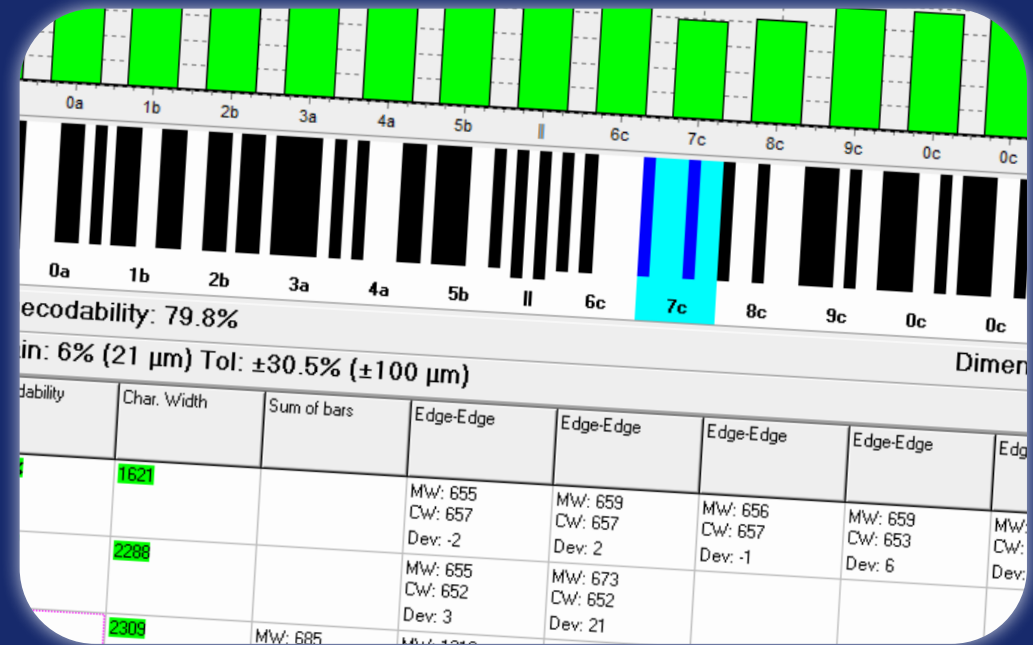 0a 1b 2b 3a 4a 5b || 6c 7c 8c 9c 0c 0c
0a 1b 2b 3a 4a 5b || 6c 7c 8c 9c 0c 0c
ecodability: 79.8%
in: 6% (21 µm) Tol: ±30.5% (±100 µm)
Dimen
dability Char. Width Sum of bars Edge-Edge Edge-Edge Edge-Edge Edge-Edge Edg
1621 MW: 655 MW: 659 MW: 656 MW: 659 MW:
CW: 657 CW: 657 CW: 657 CW: 653 CW:
Dev: -2 Dev: 2 Dev: -1 Dev: 6 Dev:
2288 MW: 655 MW: 673
CW: 652 CW: 652
Dev: 3 Dev: 21
2309 MW: 685